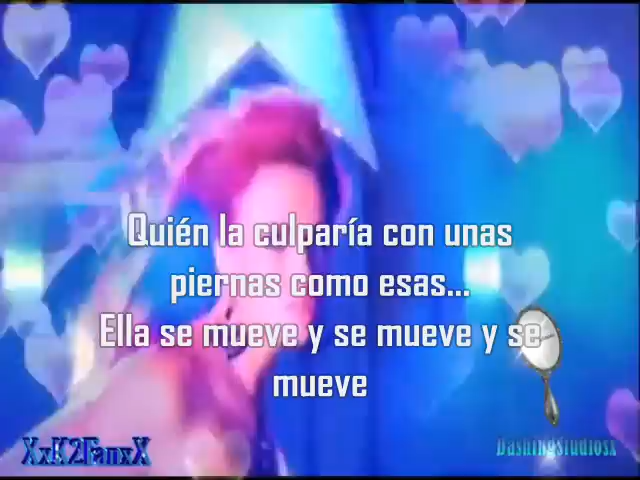 Quién la culparía con unas
piernas como esas...
Ella se mueve y se mueve y se
mueve
XxK2FanxX
DashingStudiosx